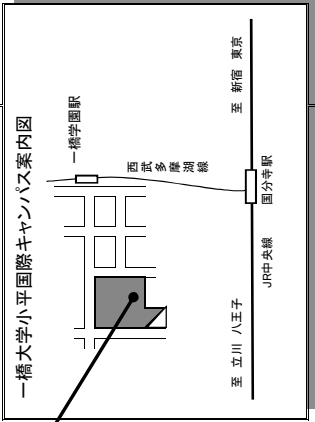 一橋大学小平国際キャンパス案内図
一橋学園駅
西武多摩湖線
至 新宿 東京
国分寺駅
JR中央線
至 立川 八王子